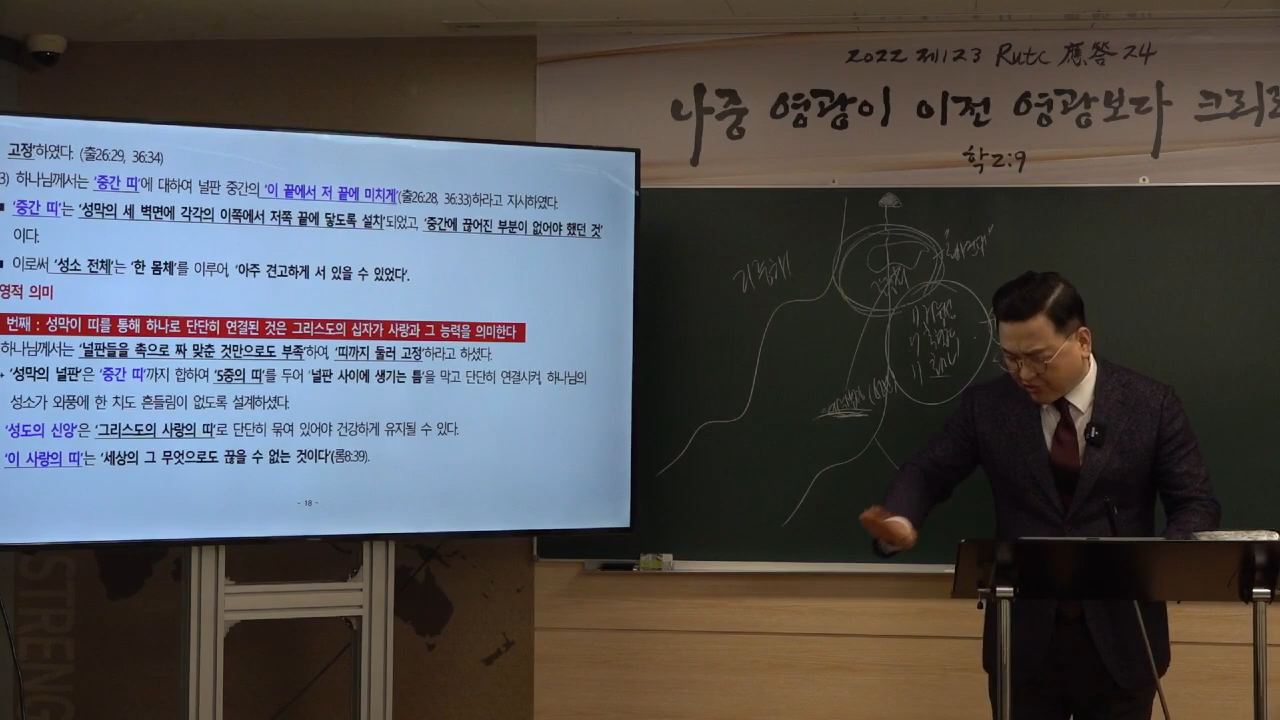 2022 제123 Rutc 應答 24
나중 영광이 이전 영광보다 크리라
학2:9
고정'하였다. (출26:29, 36:34)
3) 하나님께서는 '중간 띠'에 대하여 널판 중간의 '이 끝에서 저 끝에 미치게'(출26:28, 36:33)하라고 지시하였다.
■ '중간 띠'는 '성막의 세 벽면에 각각의 이쪽에서 저쪽 끝에 닿도록 설치'되었고, '중간에 끊어진 부분이 없어야 했던 것'
이다.
■ 이로써 '성소 전체'는 '한 몸체'를 이루어, '아주 견고하게 서 있을 수 있었다'.
영적 의미
번째 : 성막이 띠를 통해 하나로 단단히 연결된 것은 그리스도의 십자가 사랑과 그 능력을 의미한다
하나님께서는 '널판들을 촉으로 짜 맞춘 것만으로도 부족'하여, '띠까지 둘러 고정'하라고 하셨다.
'성막의 널판'은 '중간 띠'까지 합하여 '5중의 띠'를 두어 '널판 사이에 생기는 틈'을 막고 단단히 연결시켜, 하나님의
성소가 외풍에 한 치도 흔들림이 없도록 설계하셨다.
'성도의 신앙'은 '그리스도의 사랑의 띠'로 단단히 묶여 있어야 건강하게 유지될 수 있다.
'이 사랑의 띠'는 '세상의 그 무엇으로도 끊을 수 없는 것이다'(롬8:39).
- 18 -
STRENG